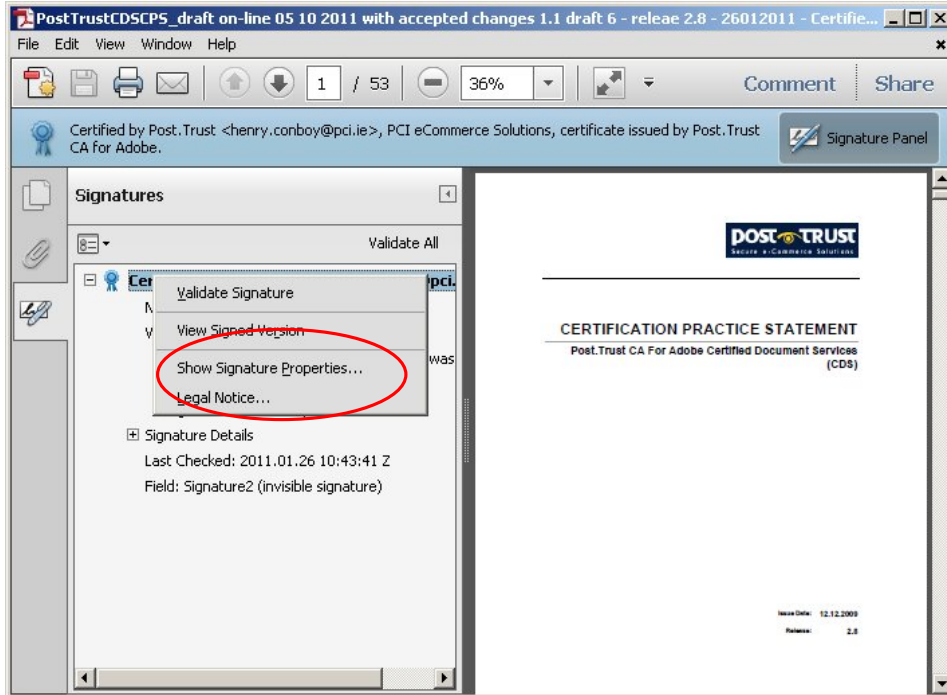 PostTrustCDSCPS_draft on-line 05 10 2011 with accepted changes 1.1 draft 6 - releae 2.8 - 26012011 - Certifie...
File Edit View Window Help
1 / 53 36% Comment Share
Certified by Post.Trust <henry.conboy@pci.ie>, PCI eCommerce Solutions, certificate issued by Post.Trust
CA for Adobe.
Signature Panel
Signatures
Validate All
Cer
pci.
N
V
was
Validate Signature
View Signed Version
Show Signature Properties...
Legal Notice...
Signature Details
Last Checked: 2011.01.26 10:43:41 Z
Field: Signature2 (invisible signature)
POST TRUST
Secure e-Commerce Solutions
CERTIFICATION PRACTICE STATEMENT
Post.Trust CA For Adobe Certified Document Services
(CDS)
Issue Date: 12.12.2009
Release: 2.8